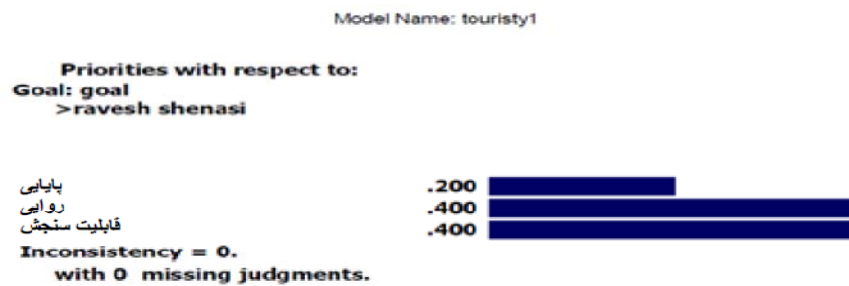 Model Name: touristy1
Priorities with respect to:
Goal: goal
>ravesh shenasi
پایایی .200
روایی .400
قابلیت سنجش .400
Inconsistency = 0.
with 0 missing judgments.